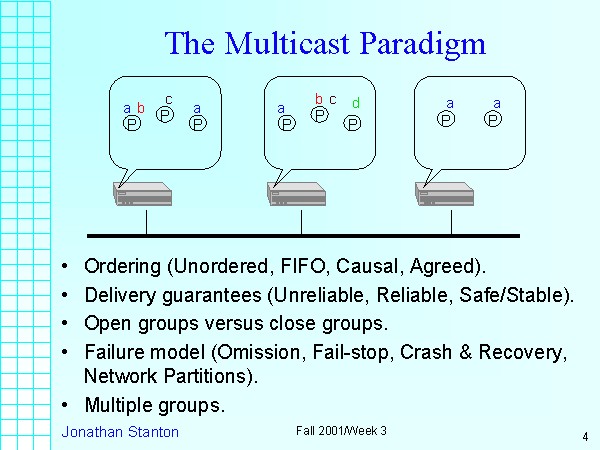 The Multicast Paradigm
a b c a
P P P
a b c d
P P P
a a
P P
• Ordering (Unordered, FIFO, Causal, Agreed).
• Delivery guarantees (Unreliable, Reliable, Safe/Stable).
• Open groups versus close groups.
• Failure model (Omission, Fail-stop, Crash & Recovery,
Network Partitions).
• Multiple groups.
Jonathan Stanton
Fall 2001/Week 3
4